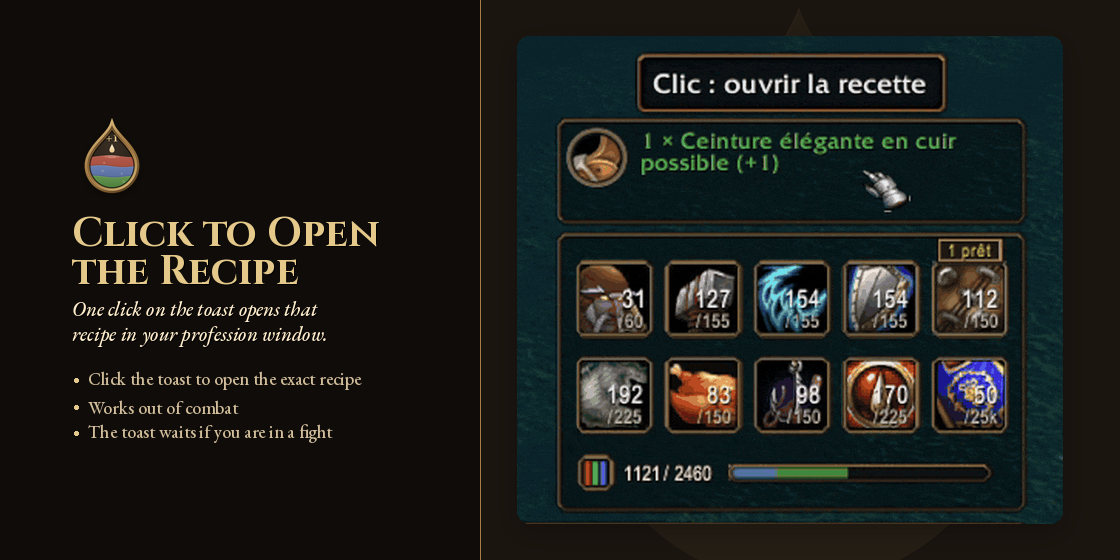 +1
CLICK TO OPEN
THE RECIPE
One click on the toast opens that
recipe in your profession window.
• Click the toast to open the exact recipe
• Works out of combat
• The toast waits if you are in a fight
Clic : ouvrir la recette
1 × Ceinture élégante en cuir
possible (+1)
1 prêt
31 127 154 154 112
/60 /155 /155 /155 /150
192 83 98 170 50
/225 /150 /150 /225 /25k
1121 / 2460